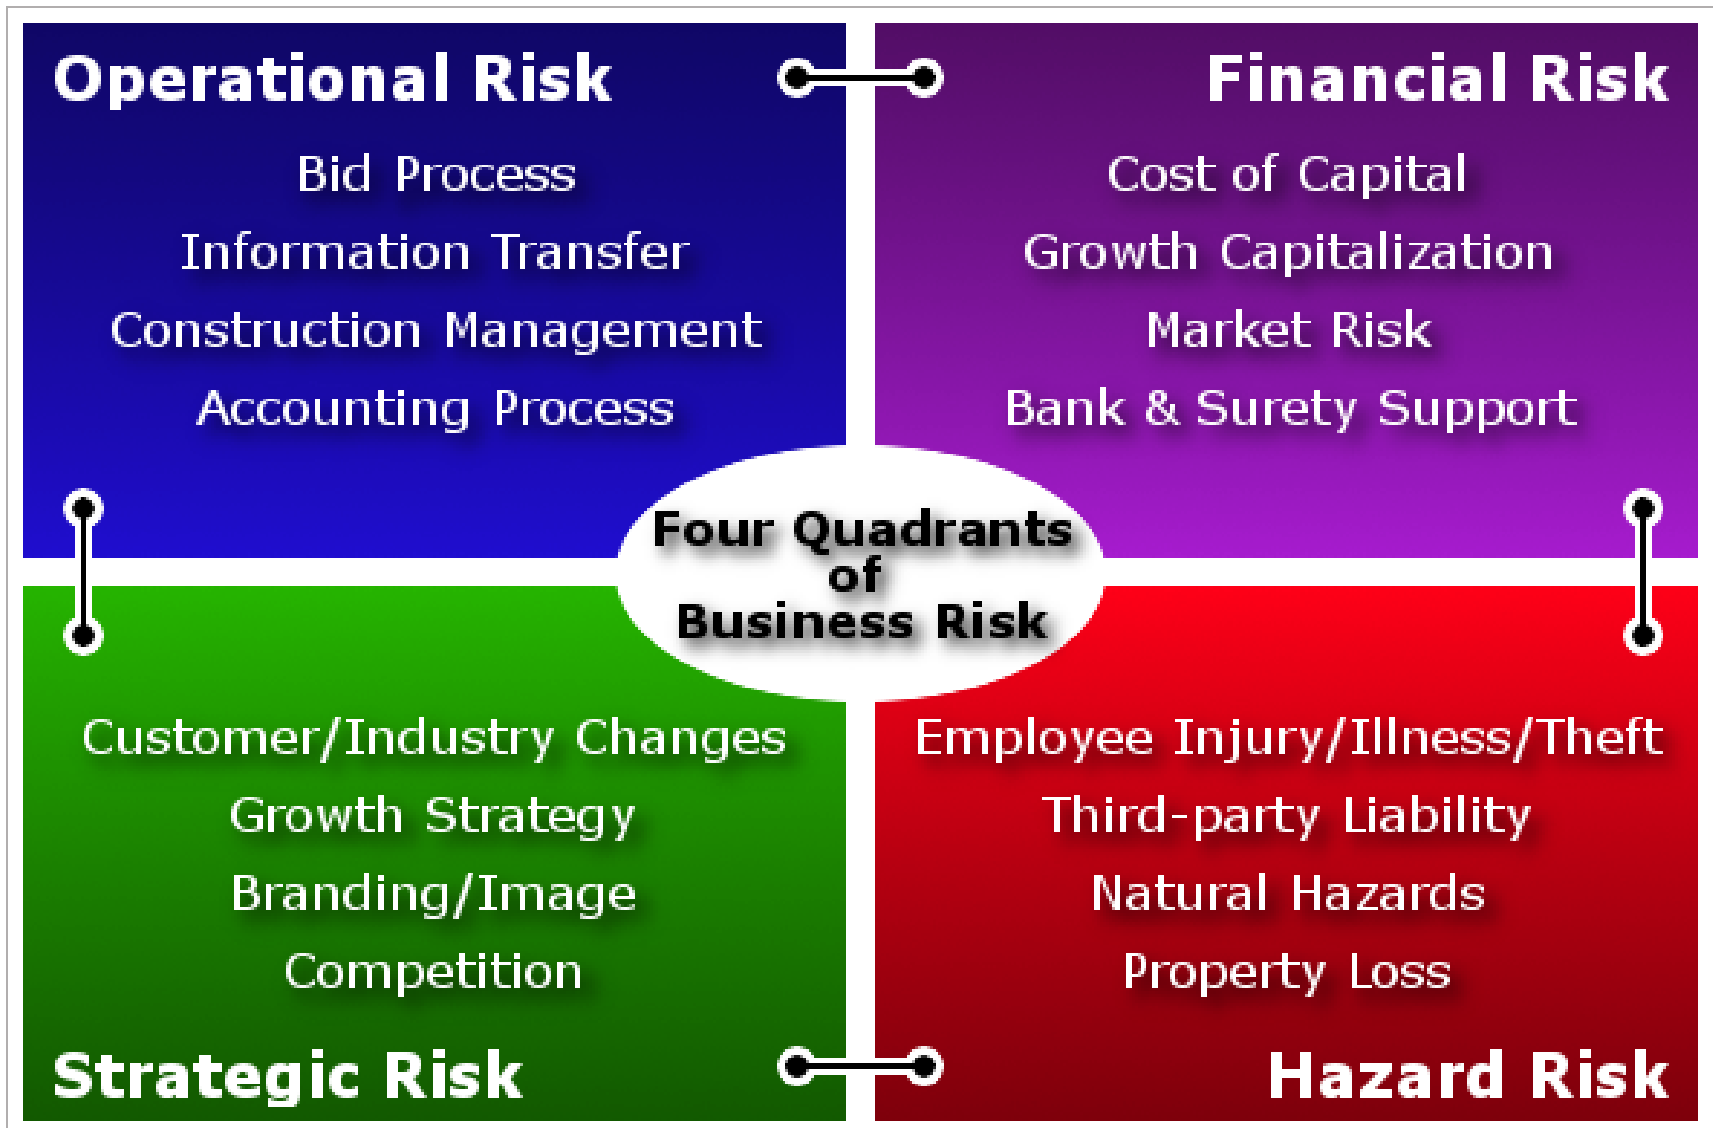 Operational Risk
Bid Process
Information Transfer
Construction Management
Accounting Process
Financial Risk
Cost of Capital
Growth Capitalization
Market Risk
Bank & Surety Support
Four Quadrants
of
Business Risk
Customer/Industry Changes
Growth Strategy
Branding/Image
Competition
Strategic Risk
Employee Injury/Illness/Theft
Third-party Liability
Natural Hazards
Property Loss
Hazard Risk